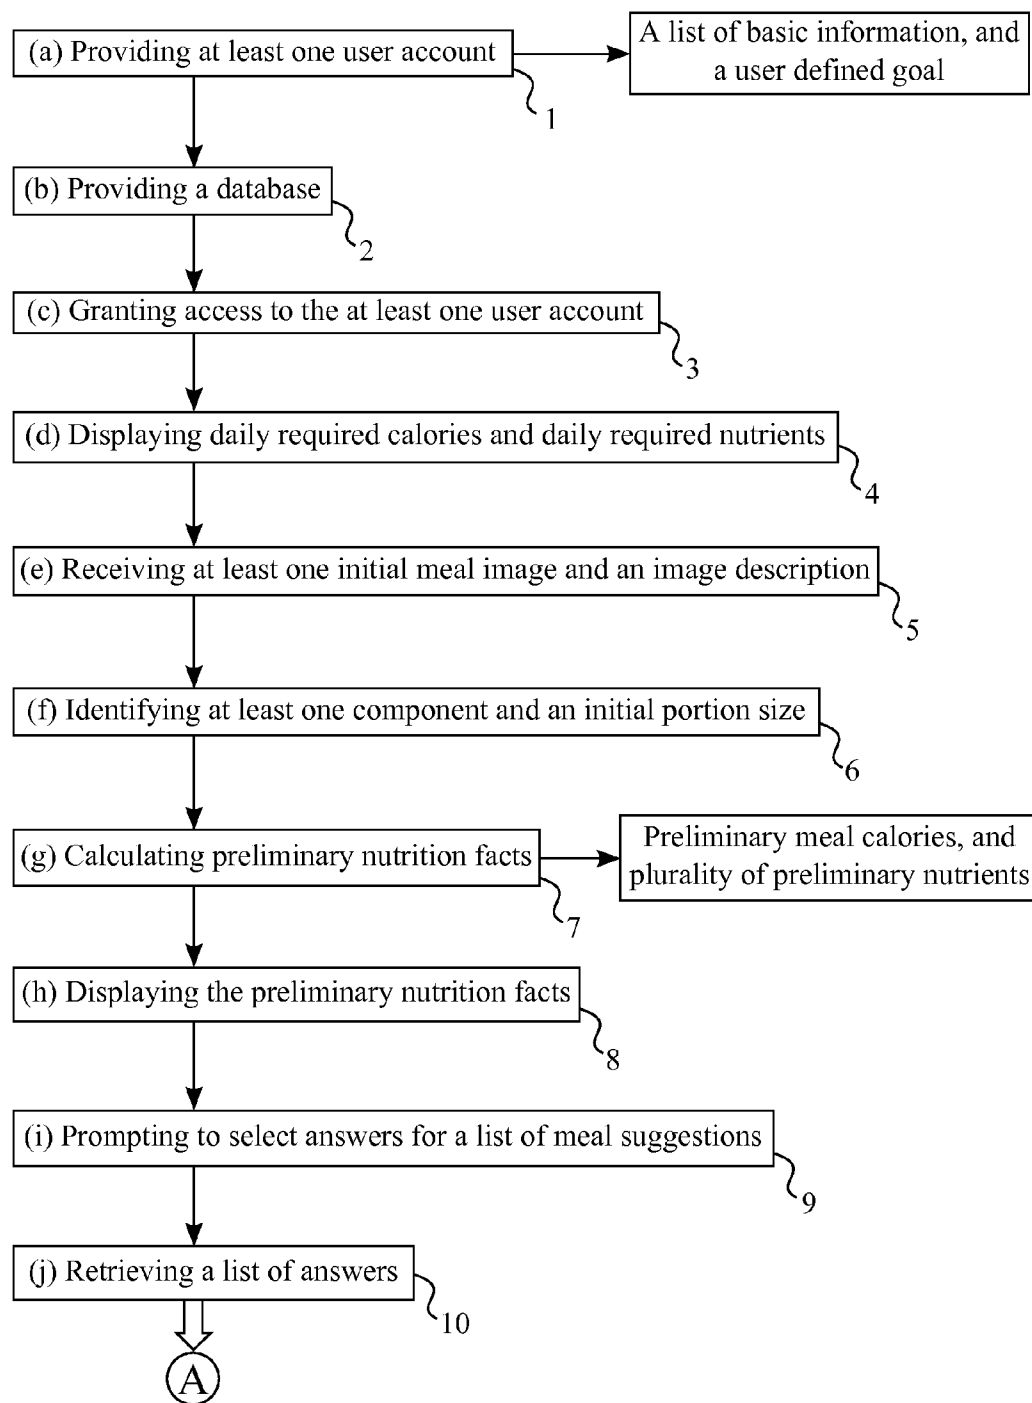 (a) Providing at least one user account
A list of basic information, and
a user defined goal
1
(b) Providing a database
2
(c) Granting access to the at least one user account
3
(d) Displaying daily required calories and daily required nutrients
4
(e) Receiving at least one initial meal image and an image description
5
(f) Identifying at least one component and an initial portion size
6
(g) Calculating preliminary nutrition facts
Preliminary meal calories, and
plurality of preliminary nutrients
7
(h) Displaying the preliminary nutrition facts
8
(i) Prompting to select answers for a list of meal suggestions
9
(j) Retrieving a list of answers
10
A